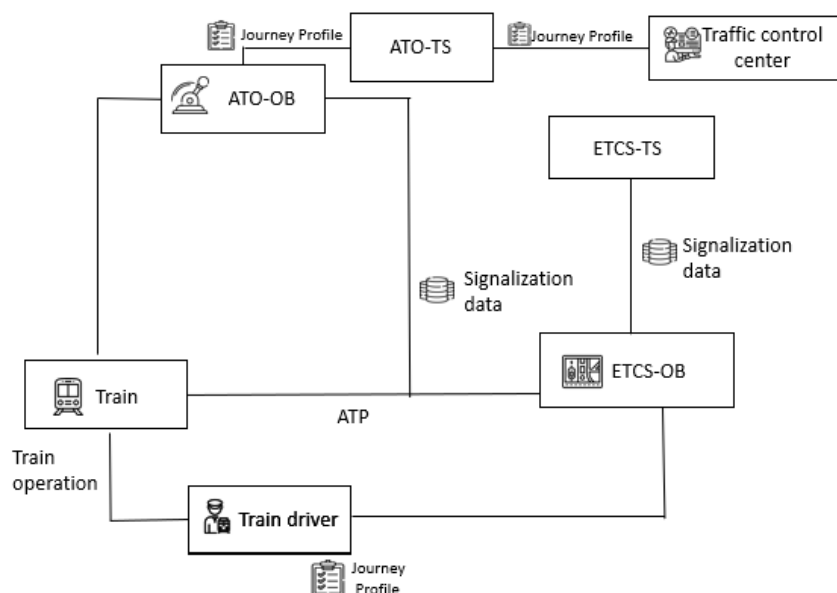 Journey Profile
ATO-TS
Journey Profile
Traffic control
center
ATO-OB
ETCS-TS
Signalization
data
Signalization
data
ETCS-OB
Train
ATP
Train
operation
Train driver
Journey
Profile